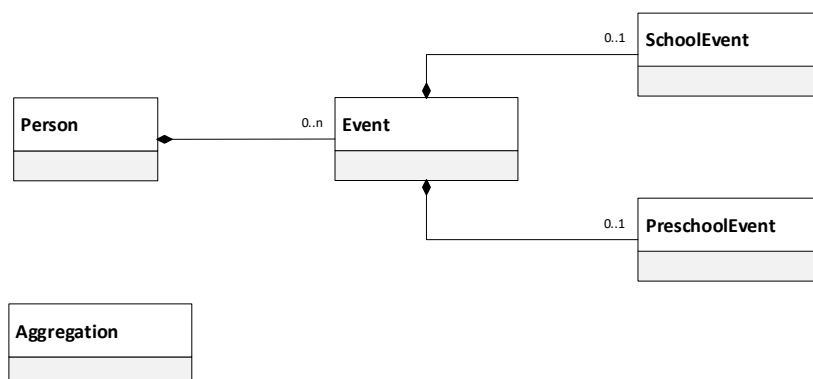 0..1
SchoolEvent
Person
0..n
Event
0..1
PreschoolEvent
Aggregation